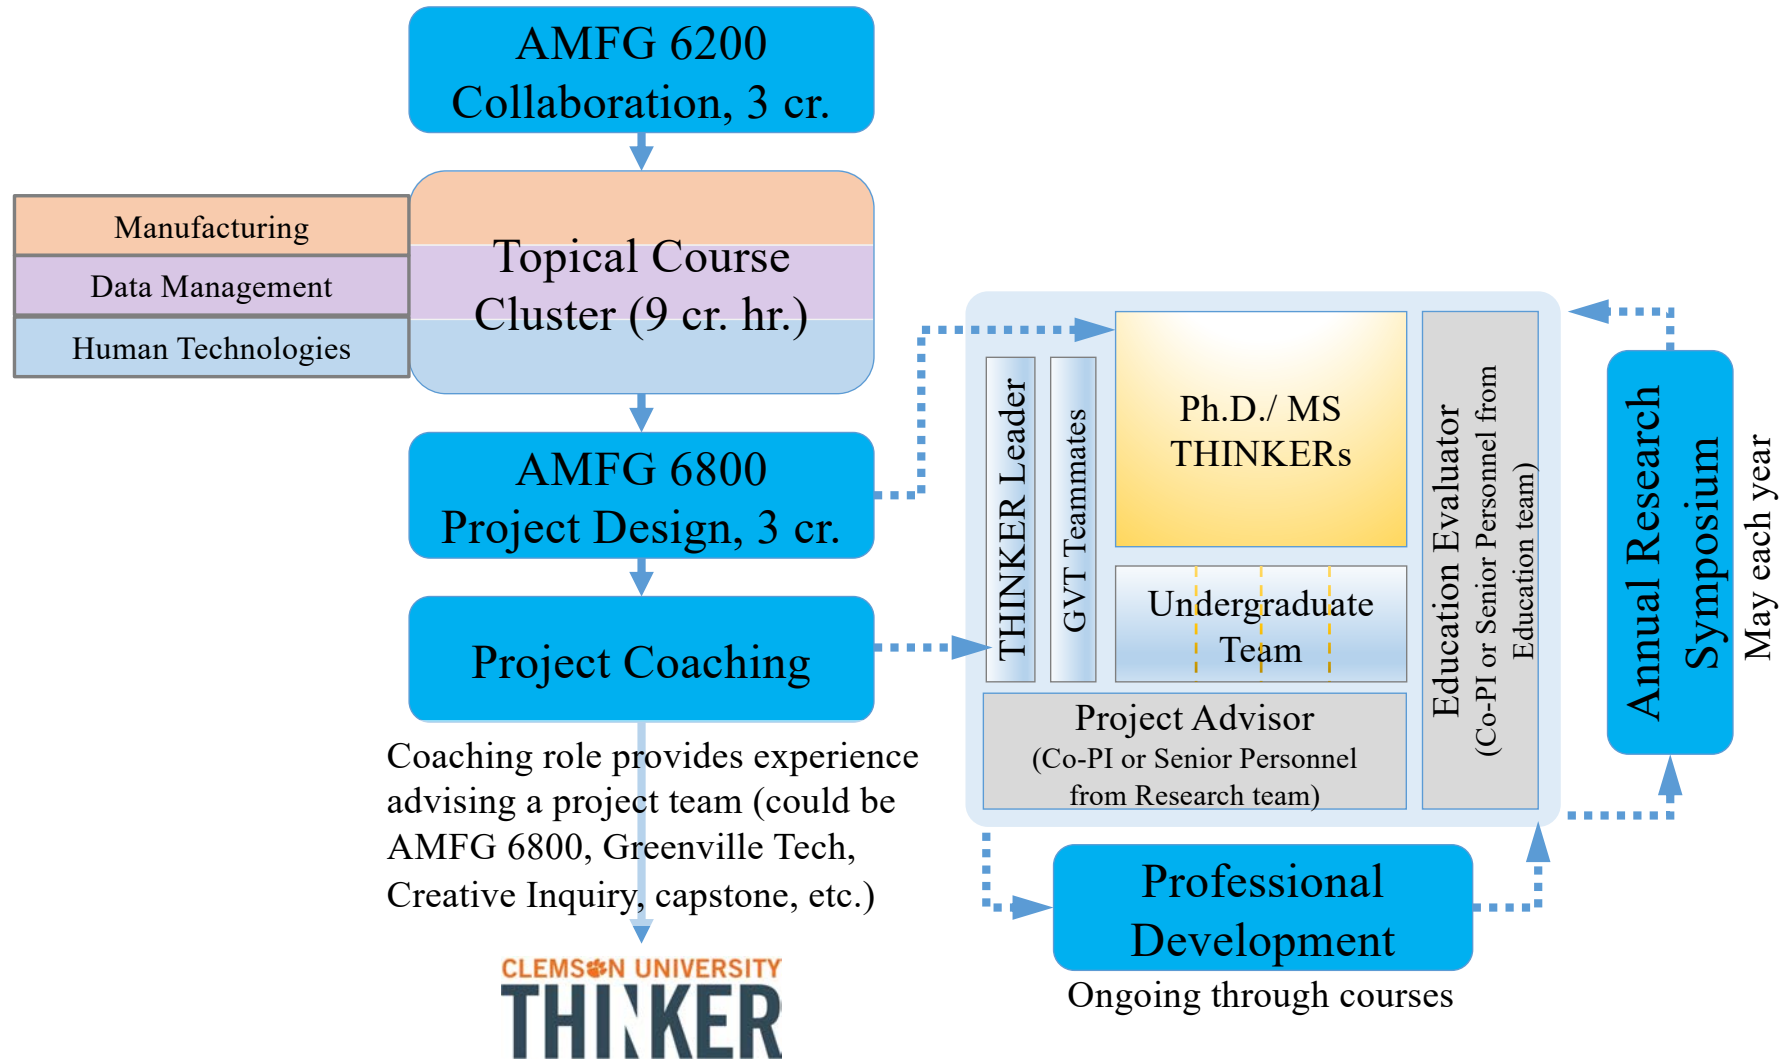 AMFG 6200
Collaboration, 3 cr.
Manufacturing
Data Management
Human Technologies
Topical Course
Cluster (9 cr. hr.)
AMFG 6800
Project Design, 3 cr.
Project Coaching
Coaching role provides experience
advising a project team (could be
AMFG 6800, Greenville Tech,
Creative Inquiry, capstone, etc.)
CLEMSON UNIVERSITY
THINKER
THINKER Leader
GVT Teammates
Ph.D./ MS
THINKERs
Undergraduate
Team
Project Advisor
(Co-PI or Senior Personnel
from Research team)
Education Evaluator
(Co-PI or Senior Personnel from
Education team)
Professional
Development
Ongoing through courses
Annual Research
Symposium
May each year